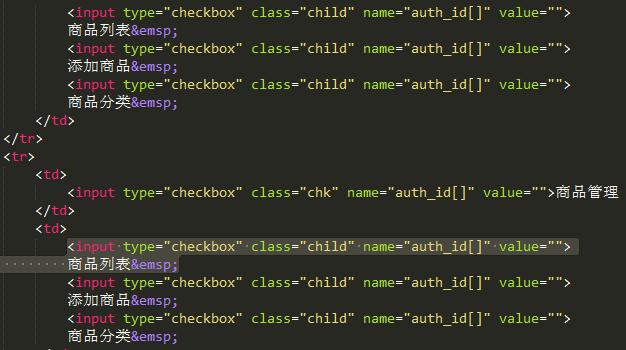 <input type="checkbox" class="child" name="auth_id[]" value="">
商品列表&emsp;
<input type="checkbox" class="child" name="auth_id[]" value="">
添加商品&emsp;
<input type="checkbox" class="child" name="auth_id[]" value="">
商品分类&emsp;
</td>
</tr>
<tr>
<td>
<input type="checkbox" class="chk" name="auth_id[]" value="">商品管理
</td>
<td>
<input type="checkbox" class="child" name="auth_id[]" value="">
商品列表&emsp;
<input type="checkbox" class="child" name="auth_id[]" value="">
添加商品&emsp;
<input type="checkbox" class="child" name="auth_id[]" value="">
商品分类&emsp;